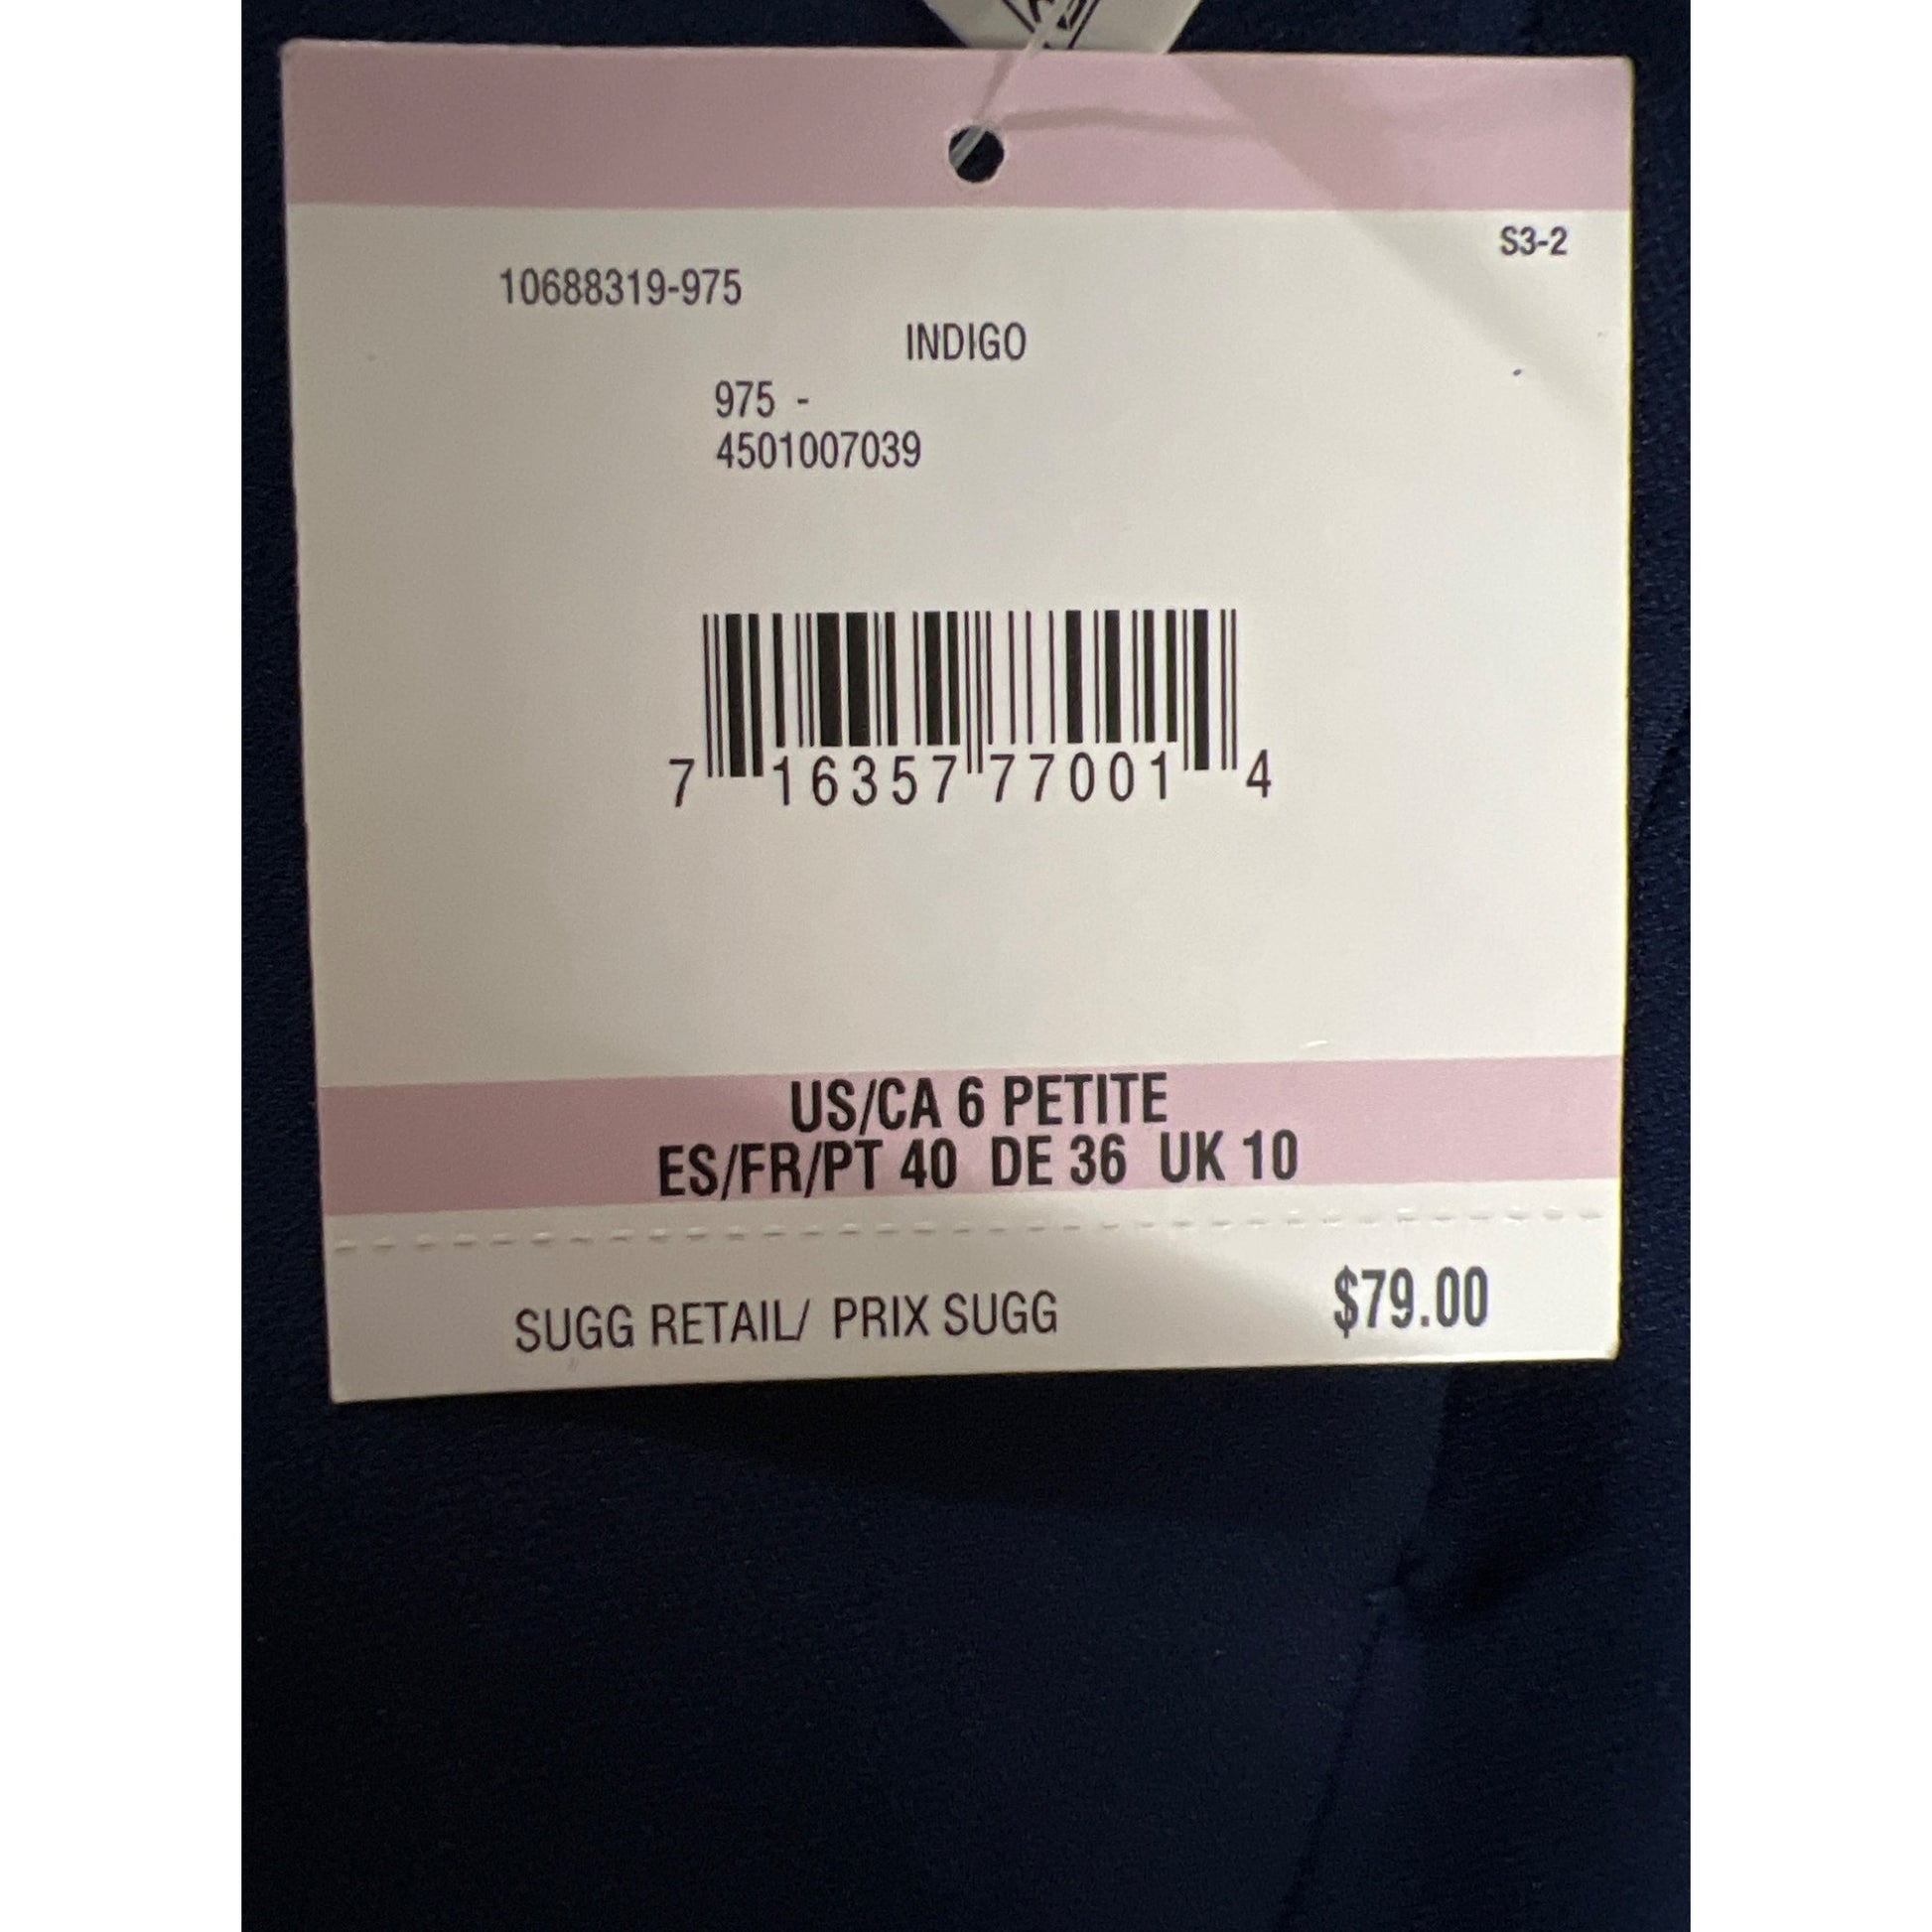 S3-2
10688319-975
INDIGO
975 -
4501007039
7 16357 77001 4
US/CA 6 PETITE
ES/FR/PT 40 DE 36 UK 10
SUGG RETAIL/ PRIX SUGG $79.00